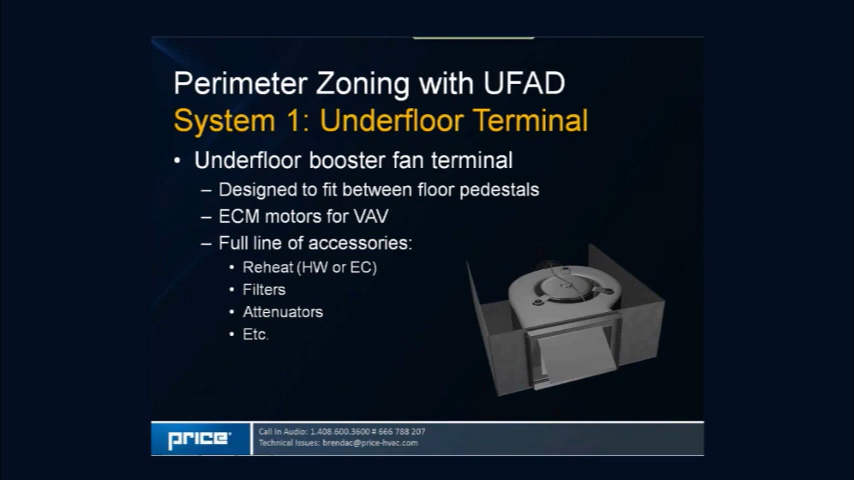 Perimeter Zoning with UFAD
System 1: Underfloor Terminal
• Underfloor booster fan terminal
– Designed to fit between floor pedestals
– ECM motors for VAV
– Full line of accessories:
• Reheat (HW or EC)
• Filters
• Attenuators
• Etc.
PRICE
Call In Audio: 1.408.600.3600 # 666 788 207
Technical Issues: brendac@price-hvac.com